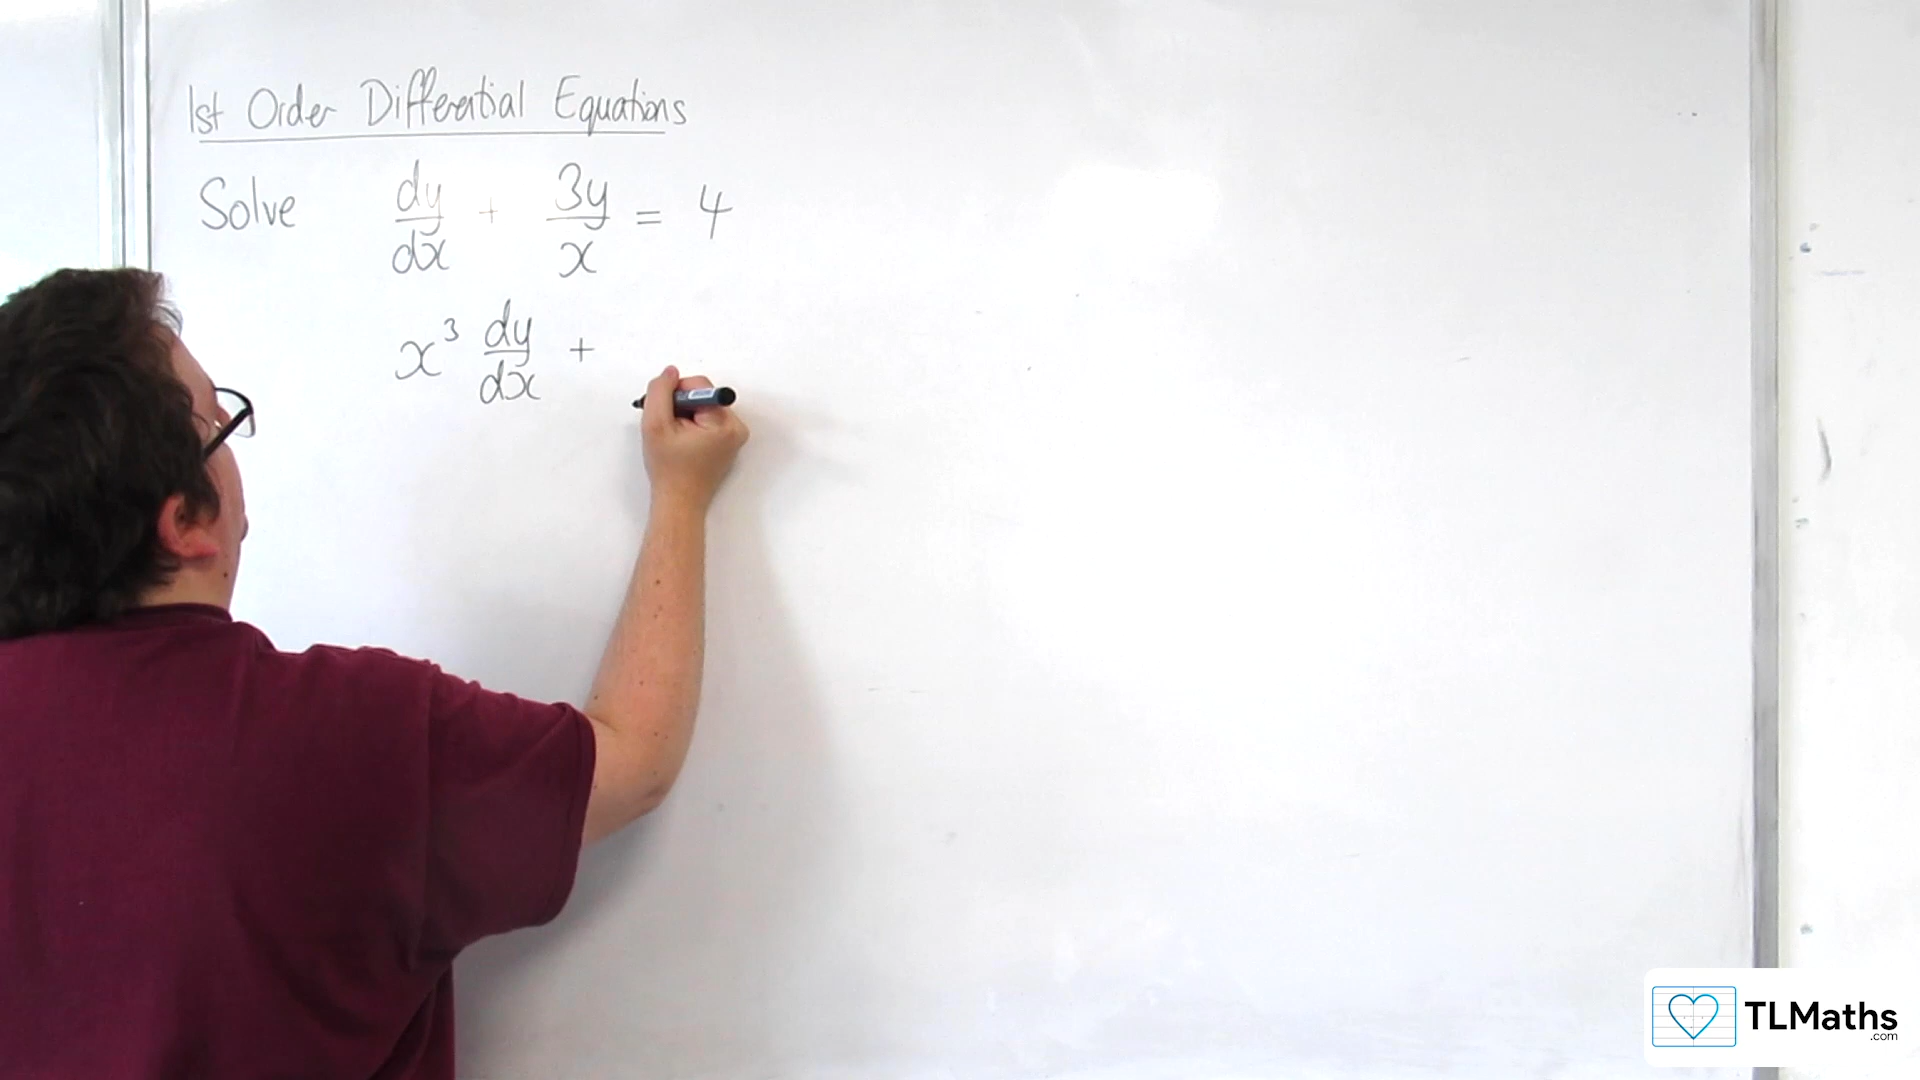 1st Order Differential Equations
Solve dy/dx + 3y/x = 4
x³ dy/dx +
TLMaths
.com